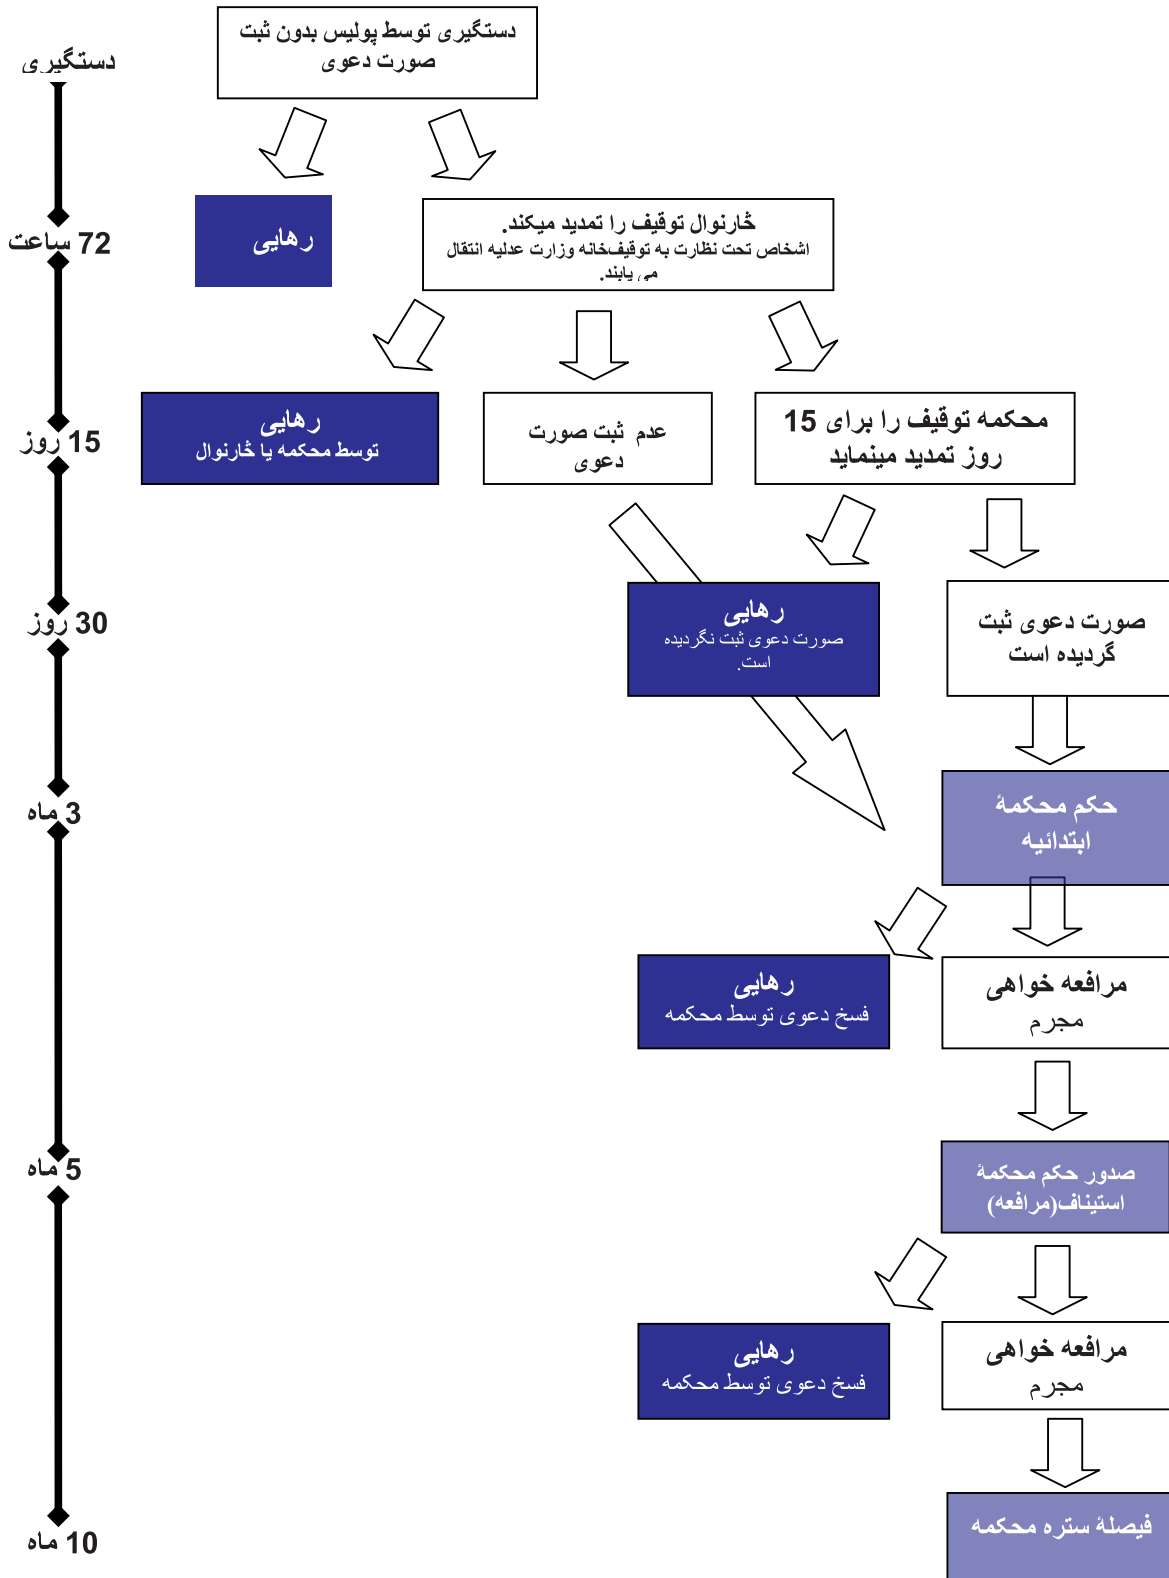 دستگیری توسط پولیس بدون ثبت
صورت دعوی
دستگیری
رهایی
څارنوال توقیف را تمدید میکند.
اشخاص تحت نظارت به توقیف‌خانه وزارت عدلیه انتقال
می یابند.
72 ساعت
محکمه توقیف را برای 15
روز تمدید مینماید
عدم ثبت صورت
دعوی
رهایی
توسط محکمه یا څارنوال
15 روز
صورت دعوی ثبت
گردیده است
رهایی
صورت دعوی ثبت نگردیده
است.
30 روز
حکم محکمهٔ
ابتدائیه
3 ماه
مرافعه خواهی
مجرم
رهایی
فسخ دعوی توسط محکمه
صدور حکم محکمهٔ
استیناف(مرافعه)
5 ماه
مرافعه خواهی
مجرم
رهایی
فسخ دعوی توسط محکمه
فیصلهٔ ستره محکمه
10 ماه